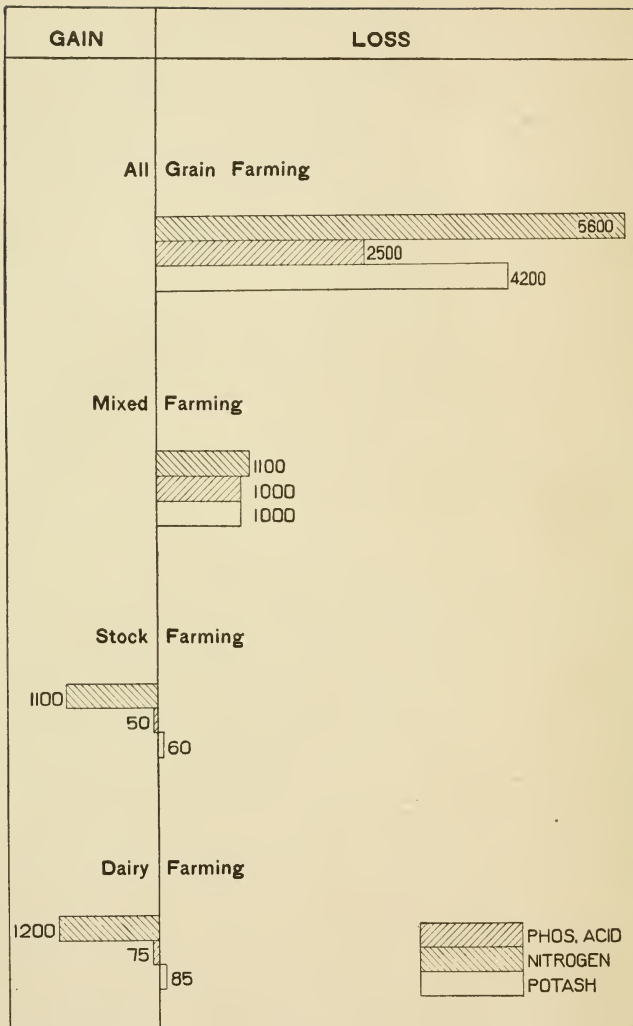 GAIN LOSS
All Grain Farming
5600
2500
4200
Mixed Farming
1100
1000
1000
Stock Farming
1100
50
60
Dairy Farming
1200
75
85
PHOS, ACID
NITROGEN
POTASH